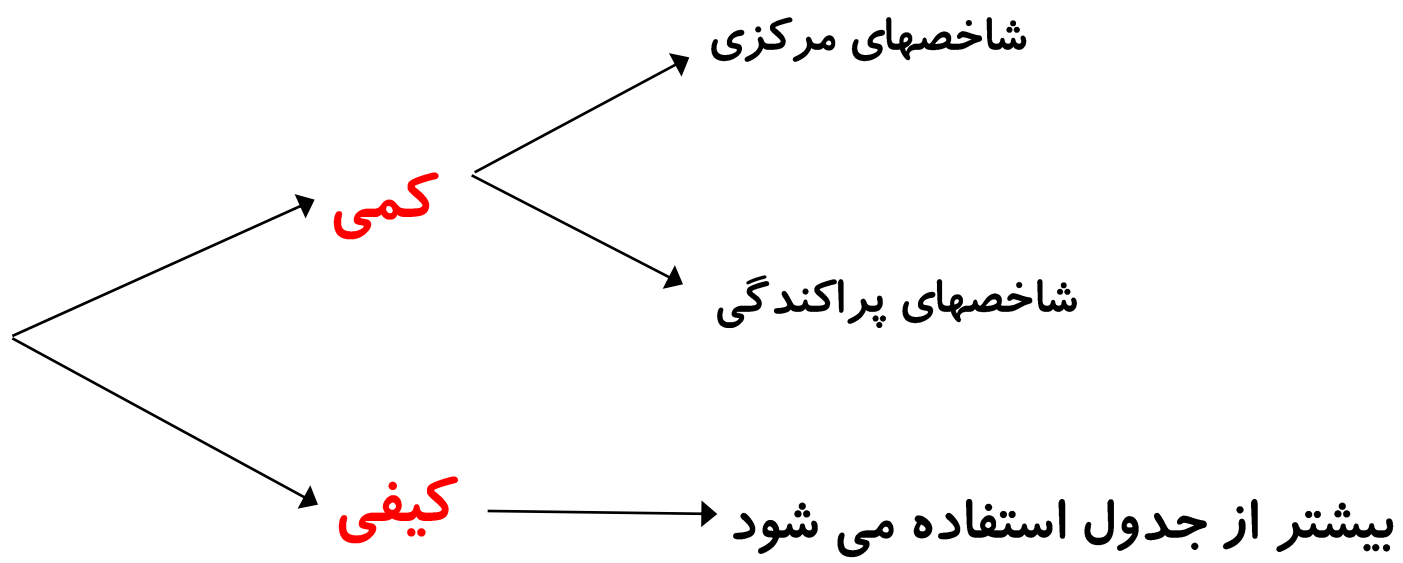 شاخصهای مرکزی
کمی
شاخصهای پراکندگی
کیفی
بیشتر از جدول استفاده می شود